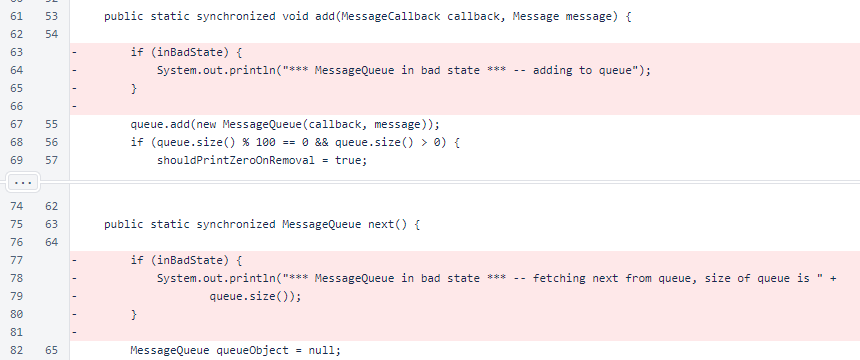 61 53 public static synchronized void add(MessageCallback callback, Message message) {
62 54
63 - if (inBadState) {
64 - System.out.println("*** MessageQueue in bad state *** -- adding to queue");
65 - }
66 -
67 55 queue.add(new MessageQueue(callback, message));
68 56 if (queue.size() % 100 == 0 && queue.size() > 0) {
69 57 shouldPrintZeroOnRemoval = true;
...
74 62
75 63 public static synchronized MessageQueue next() {
76 64
77 - if (inBadState) {
78 - System.out.println("*** MessageQueue in bad state *** -- fetching next from queue, size of queue is " +
79 - queue.size());
80 - }
81 -
82 65 MessageQueue queueObject = null;